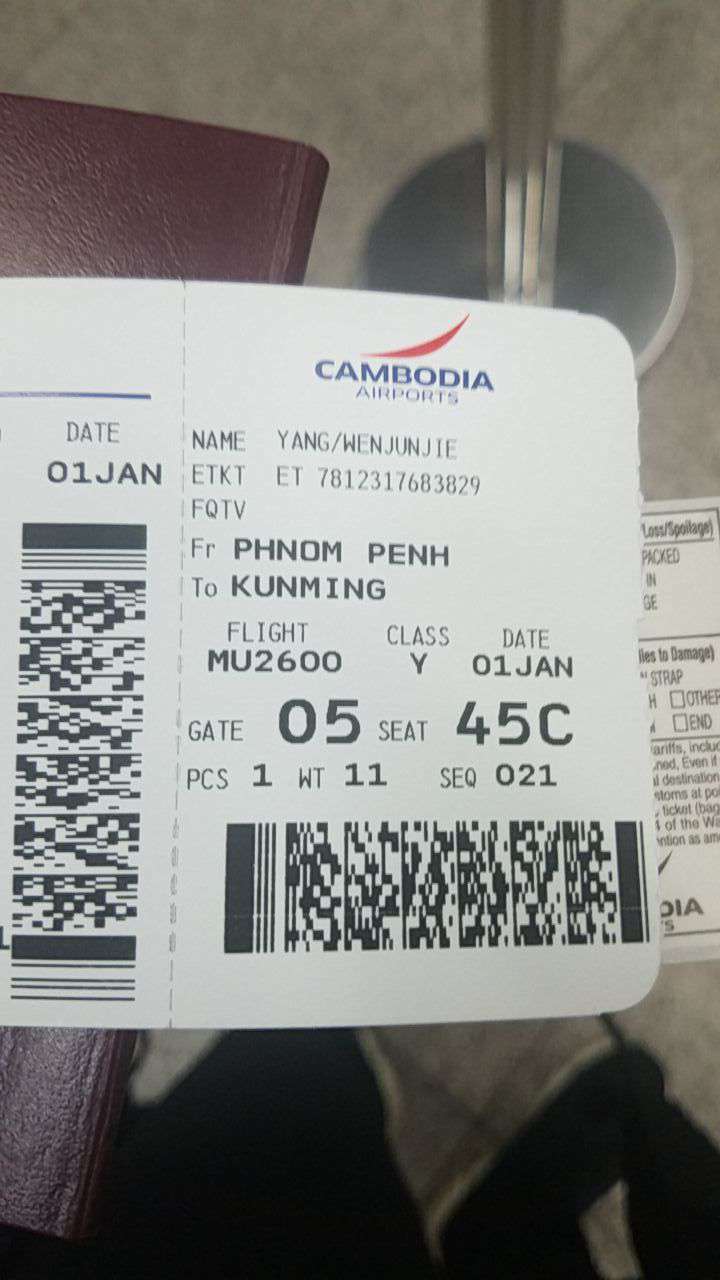 CAMBODIA
AIRPORTS
DATE
01JAN
NAME YANG/WENJUNJIE
ETKT ET 7812317683829
FQTV
Fr PHNOM PENH
To KUNMING
FLIGHT CLASS DATE
MU2600 Y 01JAN
GATE 05 SEAT 45C
PCS 1 WT 11 SEQ 021
Loss/Spoilage)
PACKED
IN
GE
lies to Damage)
STRAP
OTHER
END
ariffs, includ
ned, Even if
l destination
stoms at po
ticket (bag
of the Wa
ntion as am
DIA
S